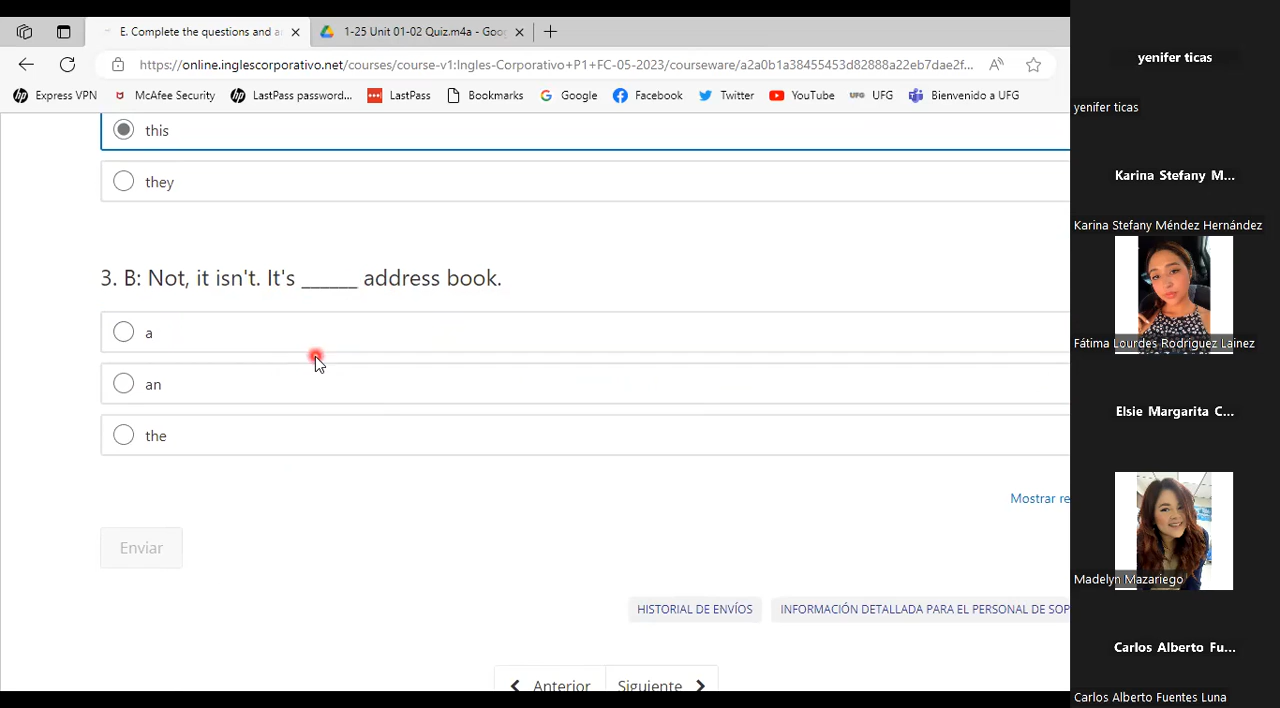 E. Complete the questions and a
1-25 Unit 01-02 Quiz.m4a - Goo
https://online.inglescorporativo.net/courses/course-v1:Ingles-Corporativo+P1+FC-05-2023/courseware/a2a0b1a38455453d82888a22eb7dae2f...
Express VPN McAfee Security LastPass password... LastPass Bookmarks Google Facebook Twitter YouTube UFG Bienvenido a UFG
this
they
3. B: Not, it isn't. It's ______ address book.
a
an
the
Mostrar re
Enviar
HISTORIAL DE ENVÍOS INFORMACIÓN DETALLADA PARA EL PERSONAL DE SOP
Anterior Siguiente
yenifer ticas
yenifer ticas
Karina Stefany M...
Karina Stefany Méndez Hernández
Fátima Lourdes Rodriguez Lainez
Elsie Margarita C...
Madelyn Mazariego
Carlos Alberto Fu...
Carlos Alberto Fuentes Luna